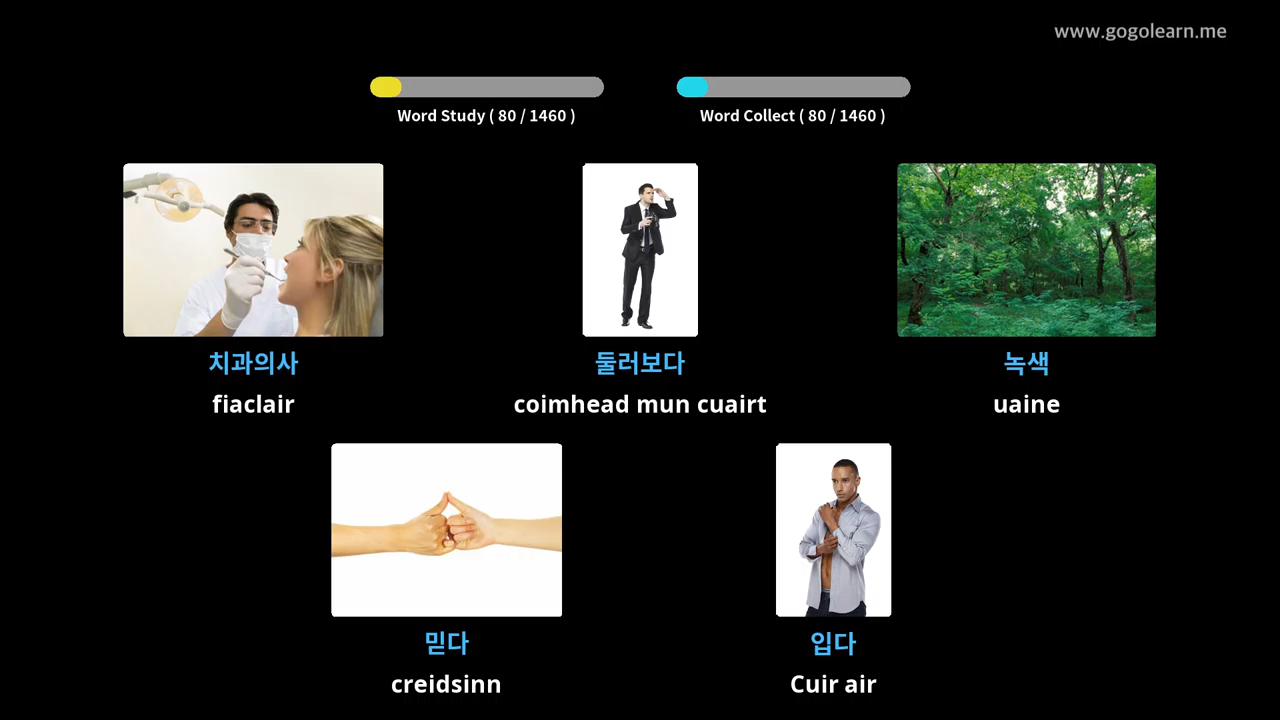 www.gogolearn.me
Word Study ( 80 / 1460 )
Word Collect ( 80 / 1460 )
치과의사
둘러보다
녹색
fiaclair
coimhead mun cuairt
uaine
믿다
입다
creidsinn
Cuir air